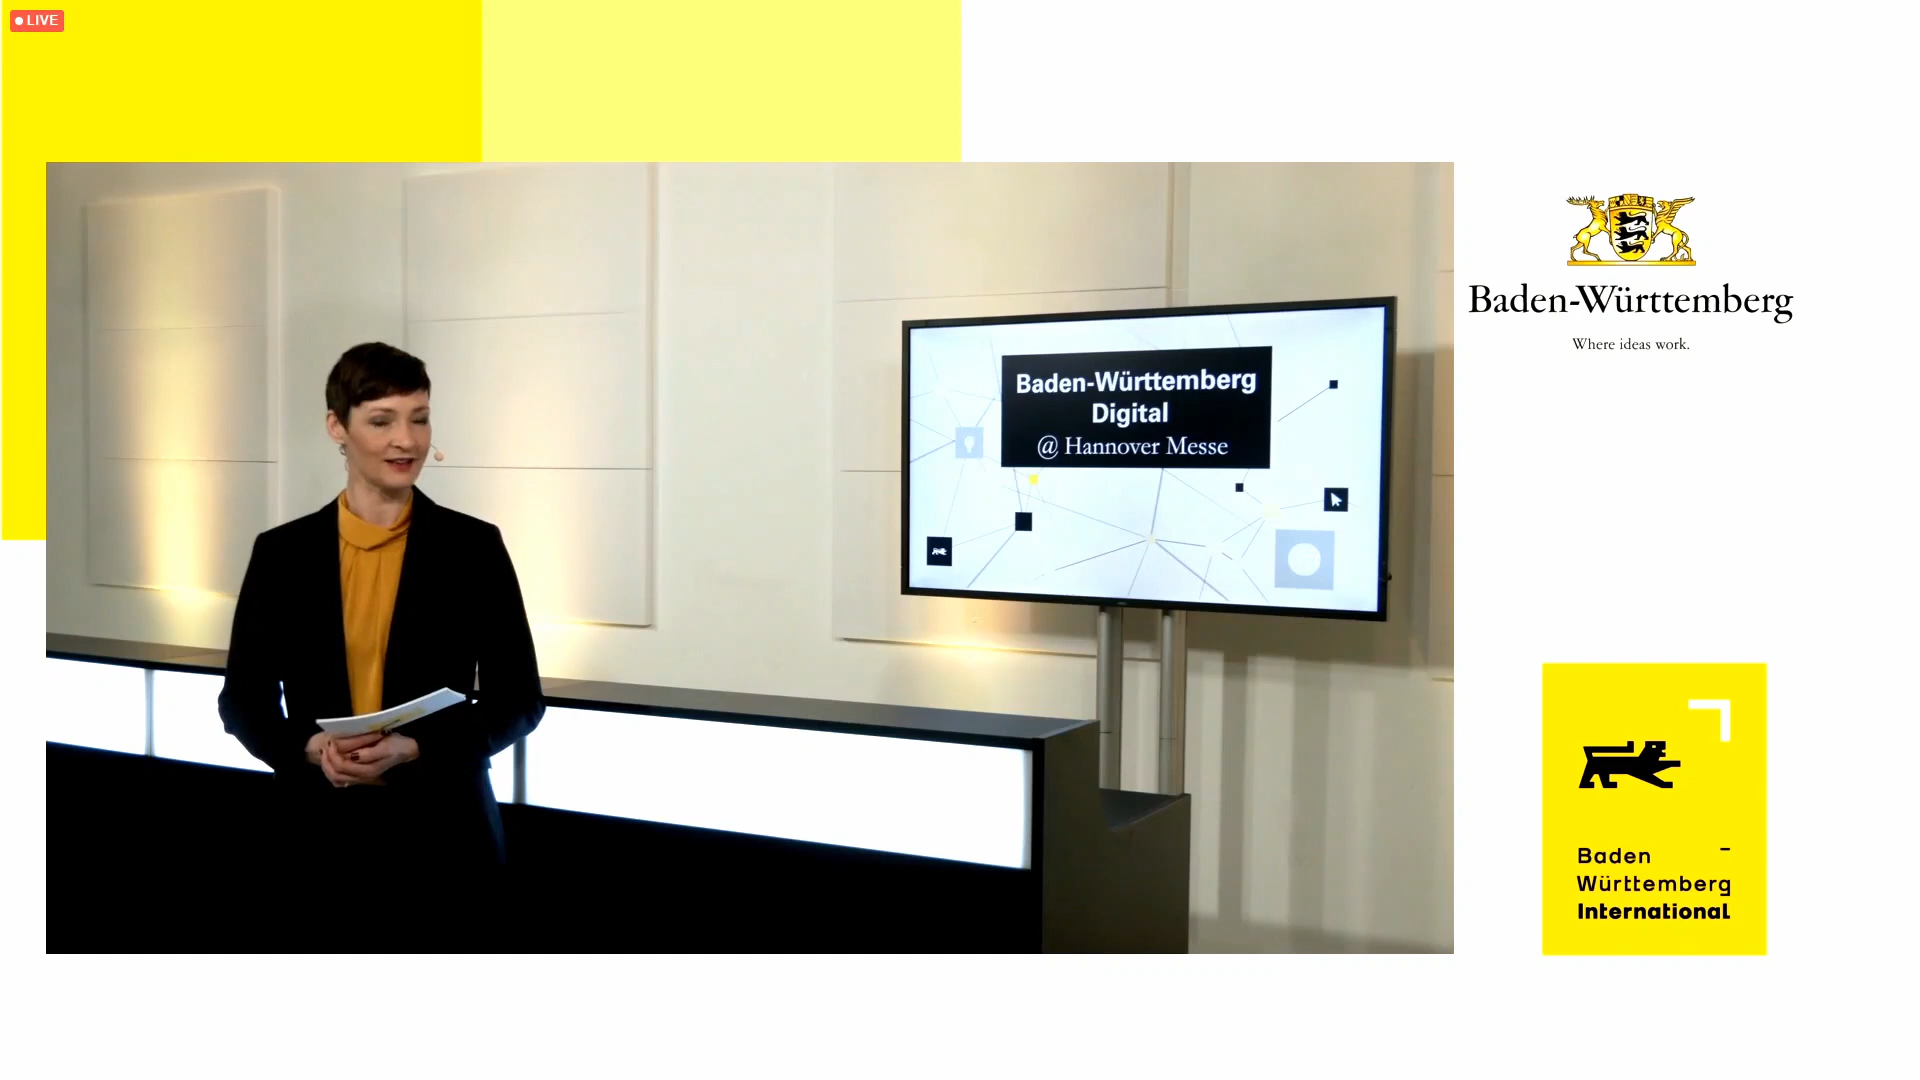 LIVE
Baden-Württemberg
Digital
@ Hannover Messe
Baden-Württemberg
Where ideas work.
Baden -
Württemberg
International